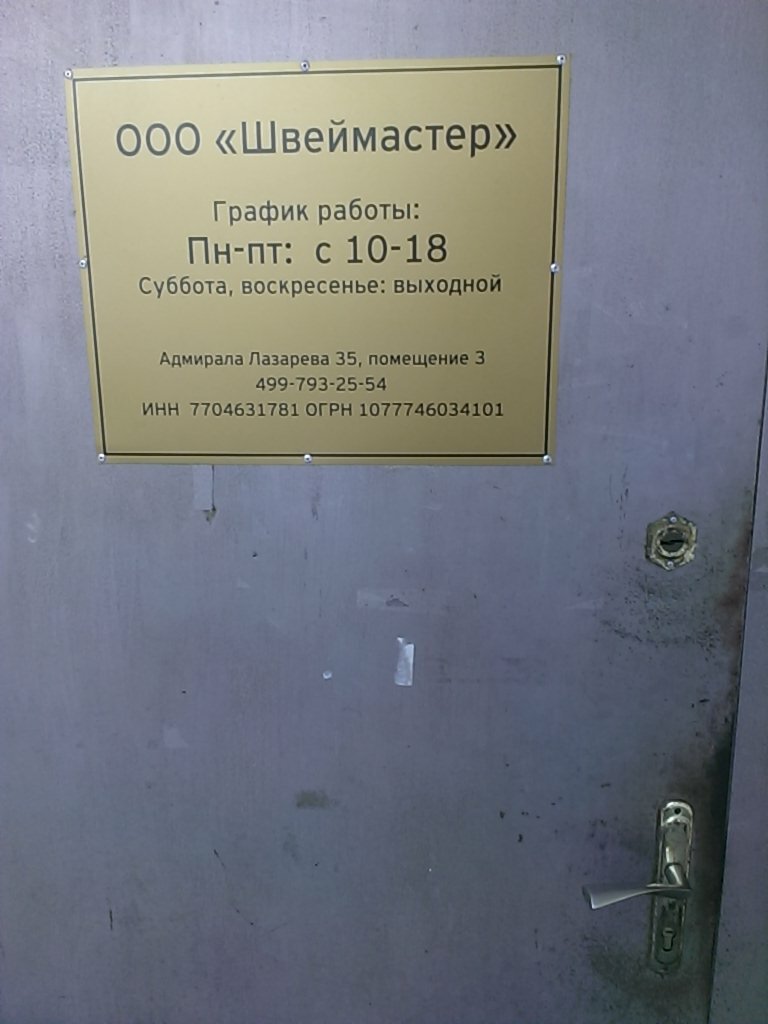 ООО «Швеймастер»
График работы:
Пн-пт: с 10-18
Суббота, воскресенье: выходной
Адмирала Лазарева 35, помещение 3
499-793-25-54
ИНН 7704631781 ОГРН 1077746034101